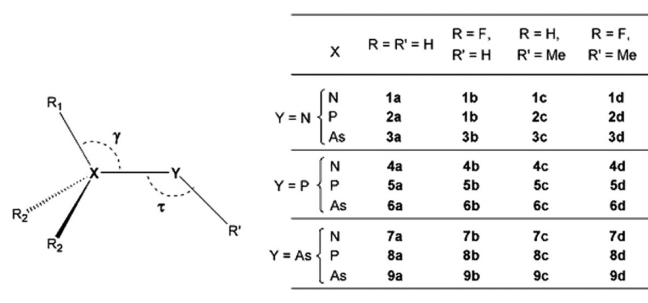 R1
γ
X
Y
R2
R2
τ
R'
X R = R' = H R = F, R' = H R = H, R' = Me R = F, R' = Me
Y = N
N 1a 1b 1c 1d
P 2a 1b 2c 2d
As 3a 3b 3c 3d
Y = P
N 4a 4b 4c 4d
P 5a 5b 5c 5d
As 6a 6b 6c 6d
Y = As
N 7a 7b 7c 7d
P 8a 8b 8c 8d
As 9a 9b 9c 9d